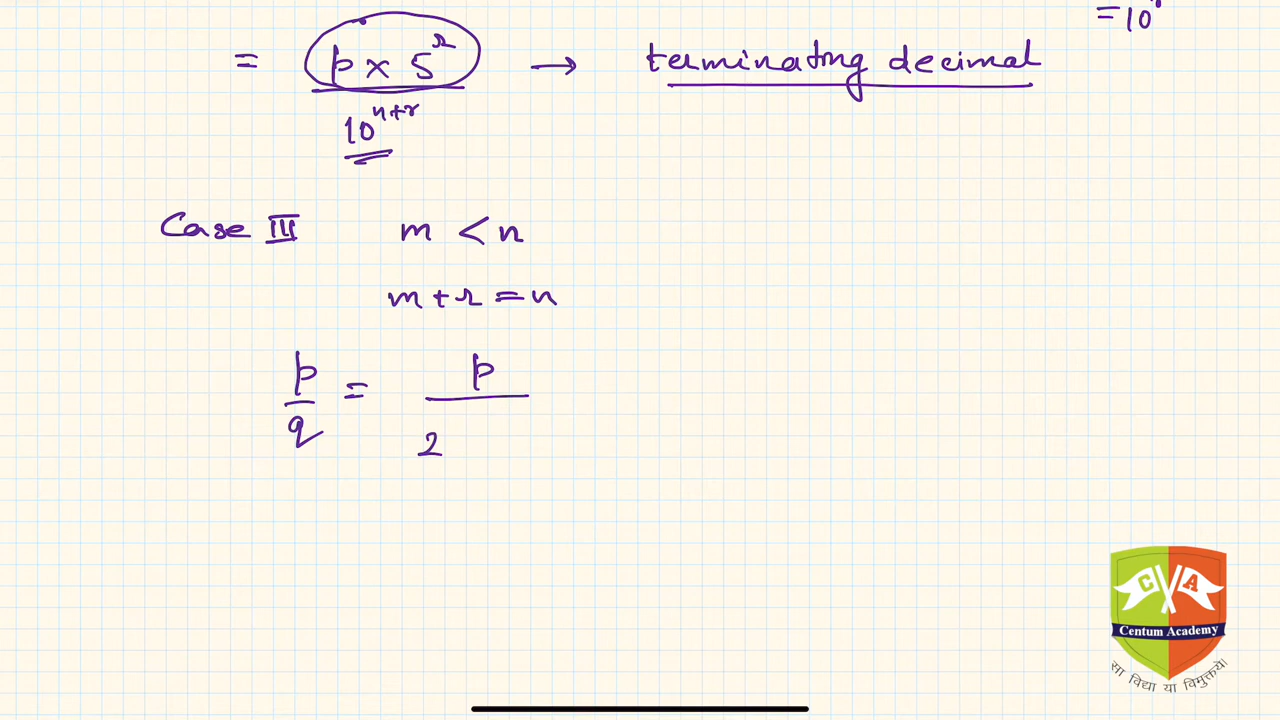 = 10
= p × 5^r / 10^(n+r) → terminating decimal
Case III m < n
m + r = n
p/q = p / 2
C A
Centum Academy
सा विद्या या विमुक्तये